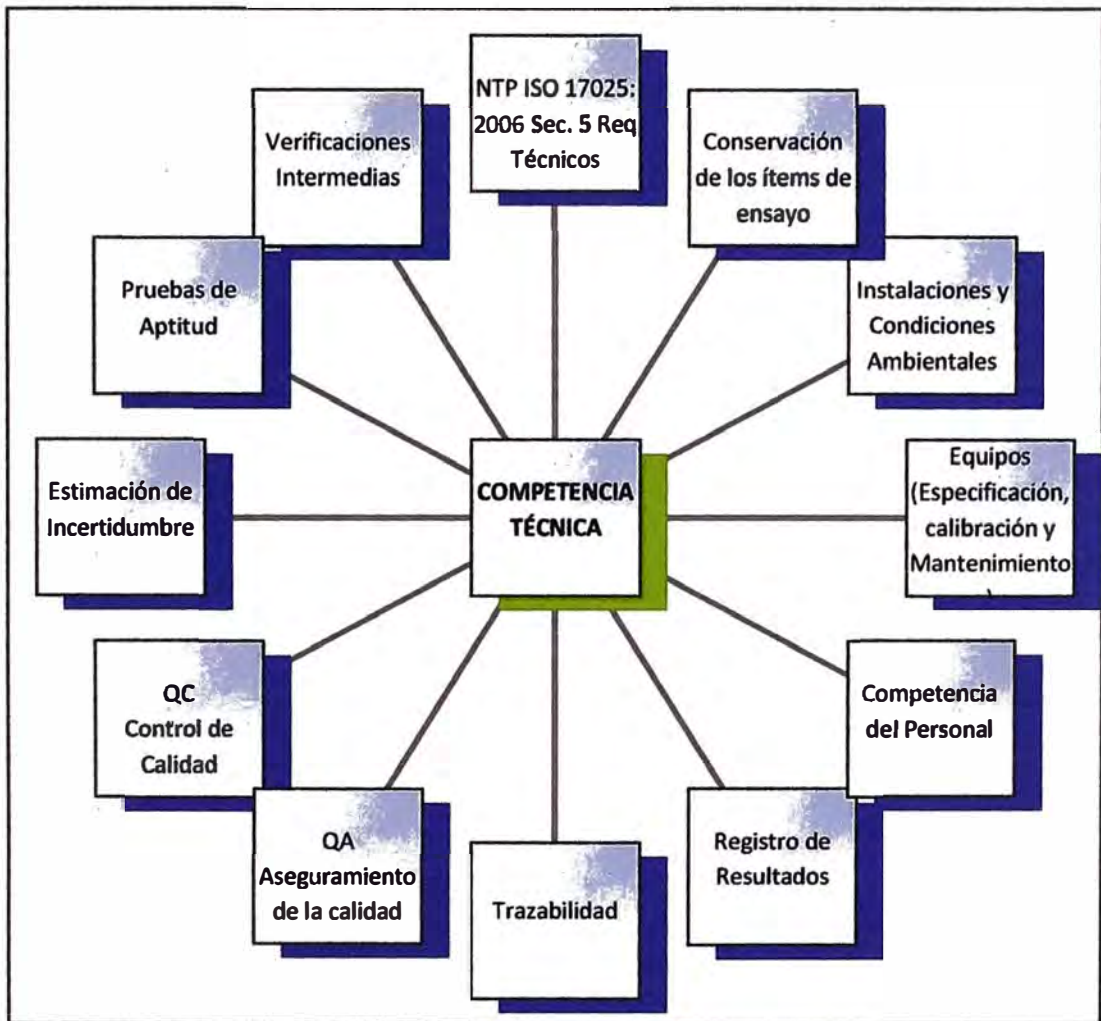 NTP ISO 17025:
2006 Sec. 5 Req
Técnicos
Conservación
de los ítems de
ensayo
Instalaciones y
Condiciones
Ambientales
Equipos
(Especificación,
calibración y
Mantenimiento
Competencia
del Personal
Registro de
Resultados
Trazabilidad
QA
Aseguramiento
de la calidad
QC
Control de
Calidad
Estimación de
Incertidumbre
Pruebas de
Aptitud
Verificaciones
Intermedias
COMPETENCIA
TÉCNICA